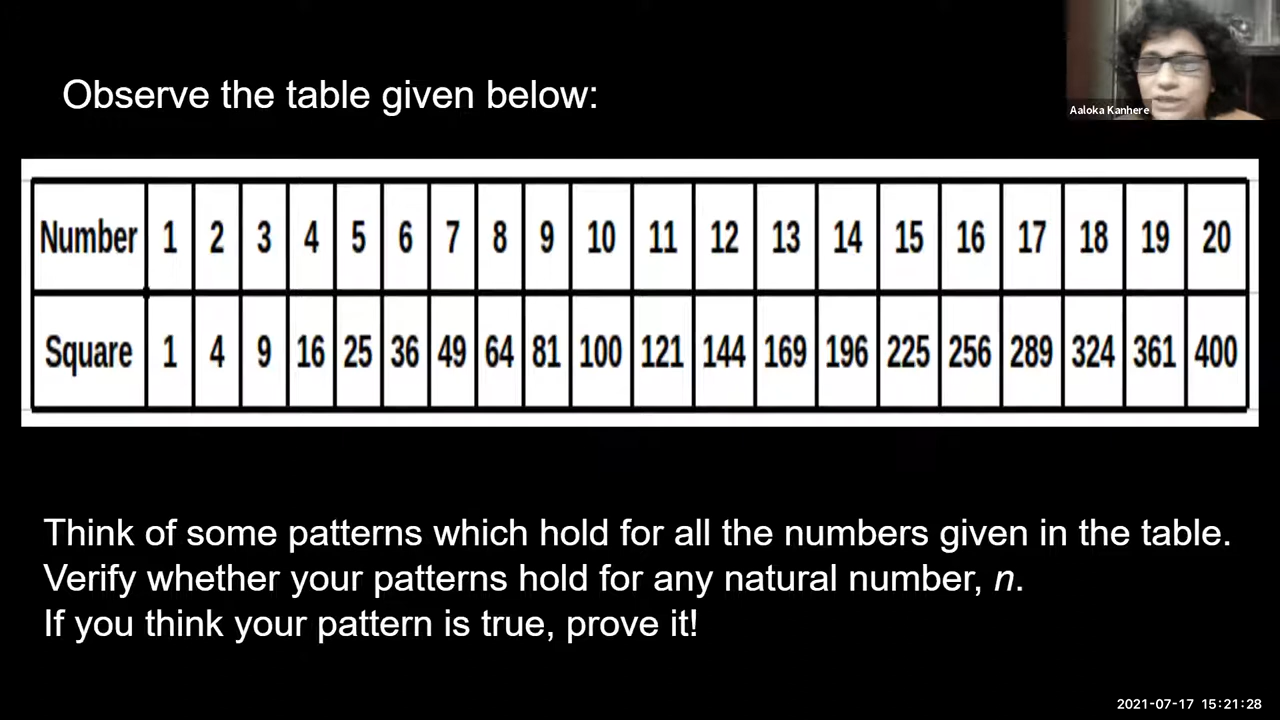 Observe the table given below:
Aaloka Kanhere
Number 1 2 3 4 5 6 7 8 9 10 11 12 13 14 15 16 17 18 19 20
Square 1 4 9 16 25 36 49 64 81 100 121 144 169 196 225 256 289 324 361 400
Think of some patterns which hold for all the numbers given in the table.
Verify whether your patterns hold for any natural number, n.
If you think your pattern is true, prove it!
2021-07-17 15:21:28